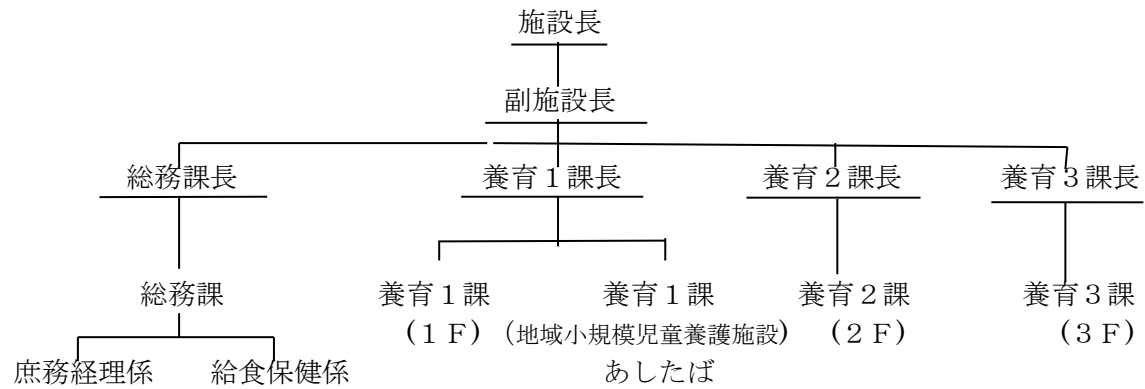 施設長
副施設長
総務課長 養育１課長 養育２課長 養育３課長
総務課 養育１課 養育１課 養育２課 養育３課
(１Ｆ) (地域小規模児童養護施設) (２Ｆ) (３Ｆ)
庶務経理係 給食保健係 あしたば